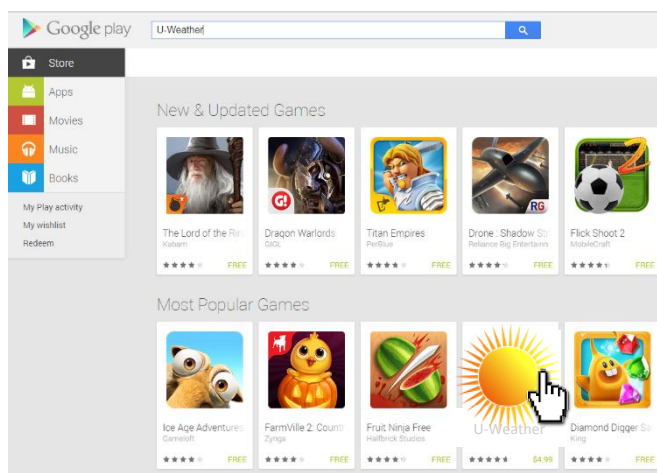 Google play
U-Weather
Store
Apps
Movies
Music
Books
My Play activity
My wishlist
Redeem
New & Updated Games
The Lord of the Rin
Kabam
FREE
Dragon Warlords
GIGL
FREE
Titan Empires
PerBlue
FREE
RG
Drone : Shadow Str
Reliance Big Entertainm
FREE
2
Flick Shoot 2
MobileCraft
FREE
Most Popular Games
Ice Age Adventures
Gameloft
FREE
FarmVille 2: Countr
Zynga
FREE
Fruit Ninja Free
Halfbrick Studios
FREE
U-Weather
$4.99
Diamond Digger Sa
King
FREE